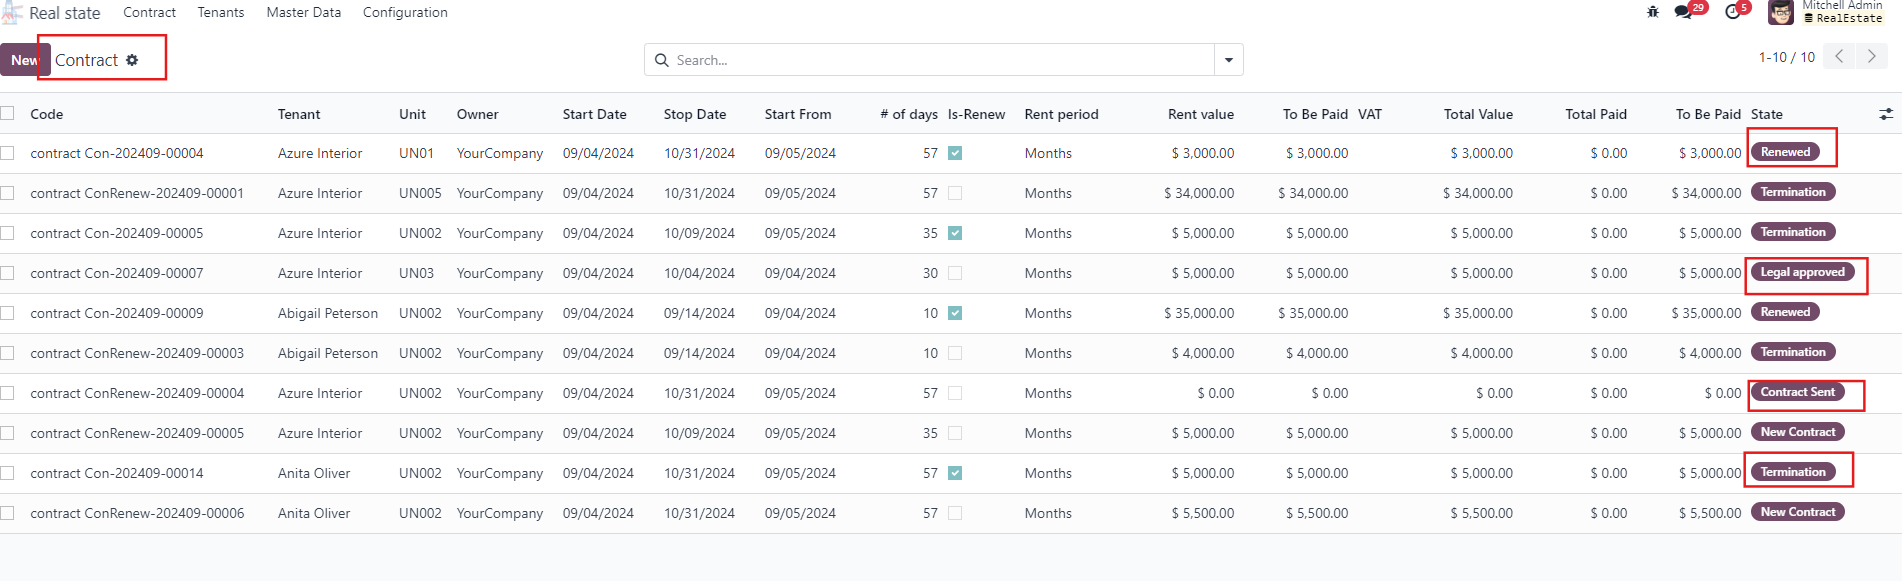 Real state Contract Tenants Master Data Configuration 29 5 Mitchell Admin
RealEstate
New Contract Search... 1-10 / 10
Code Tenant Unit Owner Start Date Stop Date Start From # of days Is-Renew Rent period Rent value To Be Paid VAT Total Value Total Paid To Be Paid State
contract Con-202409-00004 Azure Interior UN01 YourCompany 09/04/2024 10/31/2024 09/05/2024 57 Months $ 3,000.00 $ 3,000.00 $ 3,000.00 $ 0.00 $ 3,000.00 Renewed
contract ConRenew-202409-00001 Azure Interior UN005 YourCompany 09/04/2024 10/31/2024 09/05/2024 57 Months $ 34,000.00 $ 34,000.00 $ 34,000.00 $ 0.00 $ 34,000.00 Termination
contract Con-202409-00005 Azure Interior UN002 YourCompany 09/04/2024 10/09/2024 09/05/2024 35 Months $ 5,000.00 $ 5,000.00 $ 5,000.00 $ 0.00 $ 5,000.00 Termination
contract Con-202409-00007 Azure Interior UN03 YourCompany 09/04/2024 10/04/2024 09/04/2024 30 Months $ 5,000.00 $ 5,000.00 $ 5,000.00 $ 0.00 $ 5,000.00 Legal approved
contract Con-202409-00009 Abigail Peterson UN002 YourCompany 09/04/2024 09/14/2024 09/04/2024 10 Months $ 35,000.00 $ 35,000.00 $ 35,000.00 $ 0.00 $ 35,000.00 Renewed
contract ConRenew-202409-00003 Abigail Peterson UN002 YourCompany 09/04/2024 09/14/2024 09/04/2024 10 Months $ 4,000.00 $ 4,000.00 $ 4,000.00 $ 0.00 $ 4,000.00 Termination
contract ConRenew-202409-00004 Azure Interior UN002 YourCompany 09/04/2024 10/31/2024 09/05/2024 57 Months $ 0.00 $ 0.00 $ 0.00 $ 0.00 $ 0.00 Contract Sent
contract ConRenew-202409-00005 Azure Interior UN002 YourCompany 09/04/2024 10/09/2024 09/05/2024 35 Months $ 5,000.00 $ 5,000.00 $ 5,000.00 $ 0.00 $ 5,000.00 New Contract
contract Con-202409-00014 Anita Oliver UN002 YourCompany 09/04/2024 10/31/2024 09/05/2024 57 Months $ 5,000.00 $ 5,000.00 $ 5,000.00 $ 0.00 $ 5,000.00 Termination
contract ConRenew-202409-00006 Anita Oliver UN002 YourCompany 09/04/2024 10/31/2024 09/05/2024 57 Months $ 5,500.00 $ 5,500.00 $ 5,500.00 $ 0.00 $ 5,500.00 New Contract